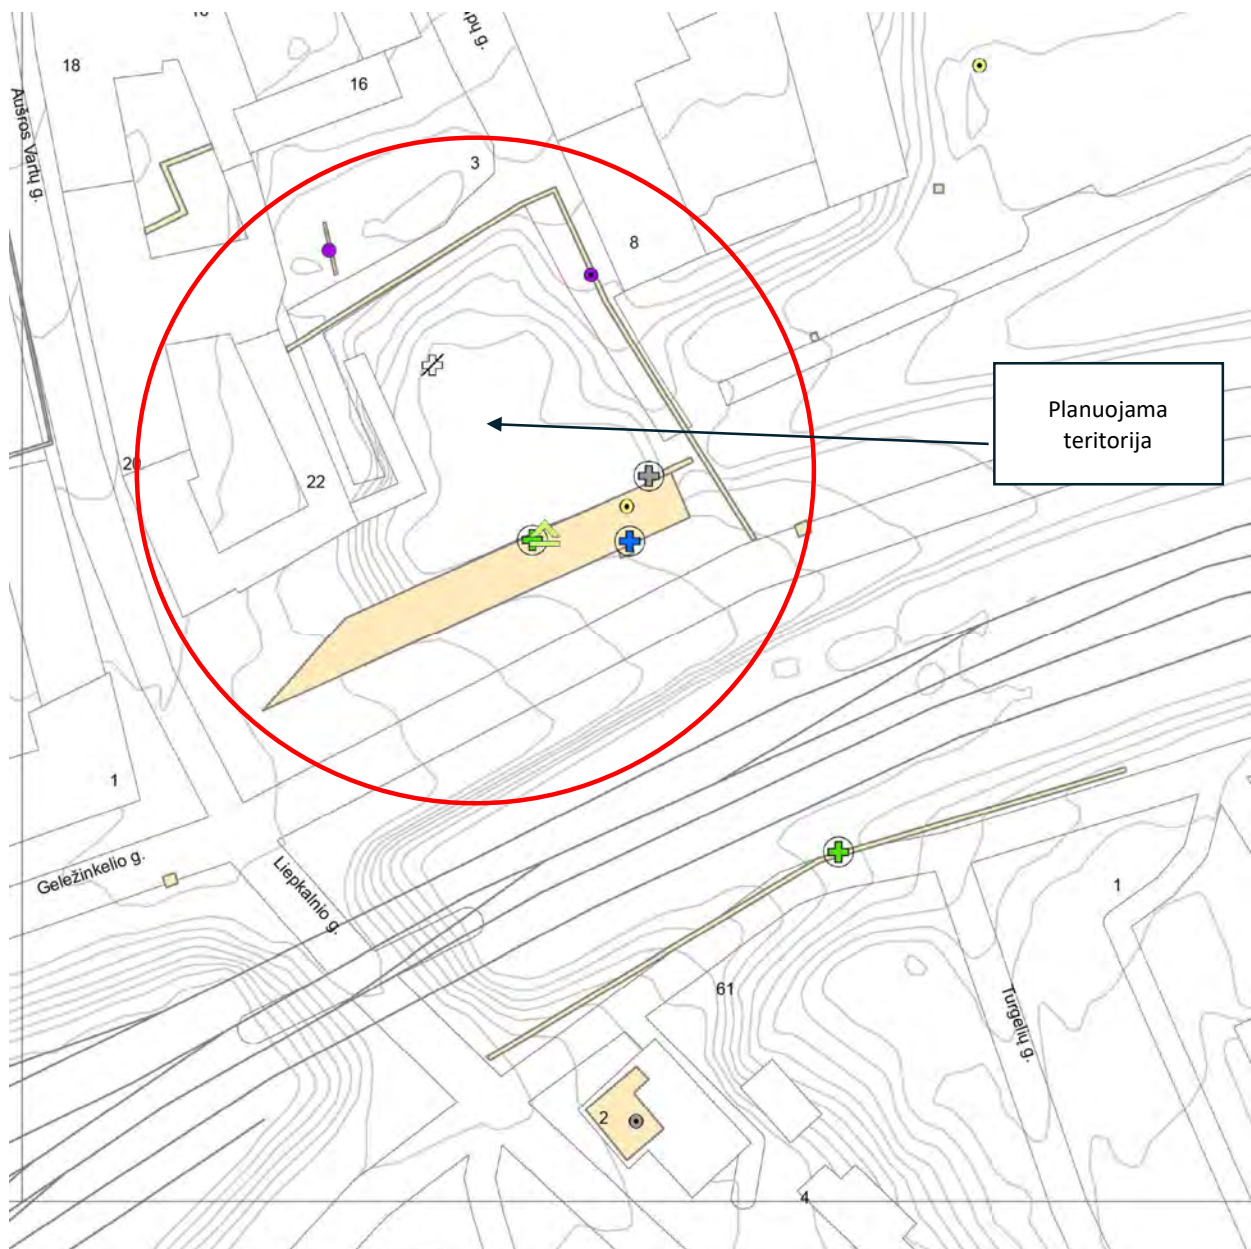 18
16
Aušros Vartų g.
3
8
Planuojama
teritorija
20
22
1
Geležinkelio g.
Liepkalnio g.
1
61
Turgelių g.
2
4